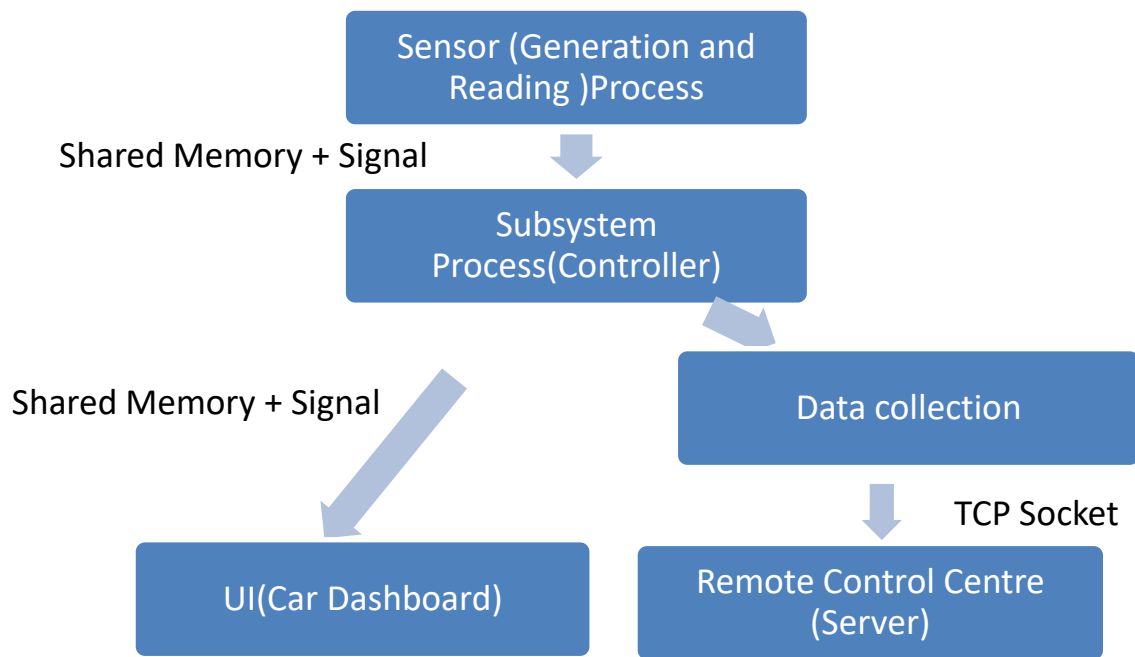 Sensor (Generation and
Reading )Process
Shared Memory + Signal
Subsystem
Process(Controller)
Shared Memory + Signal
Data collection
TCP Socket
UI(Car Dashboard)
Remote Control Centre
(Server)